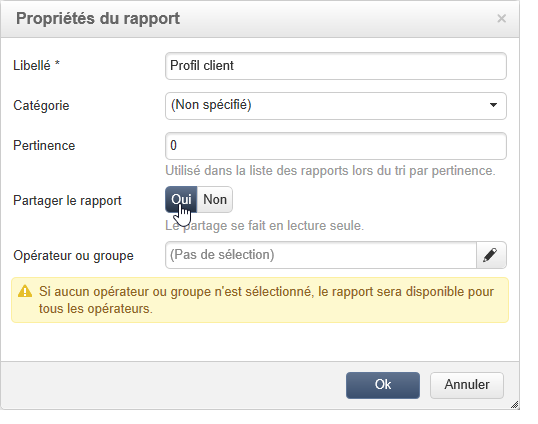 Propriétés du rapport ×
Libellé * Profil client
Catégorie (Non spécifié)
Pertinence 0
Utilisé dans la liste des rapports lors du tri par pertinence.
Partager le rapport Oui Non
Le partage se fait en lecture seule.
Opérateur ou groupe (Pas de sélection)
Si aucun opérateur ou groupe n'est sélectionné, le rapport sera disponible pour
tous les opérateurs.
Ok Annuler